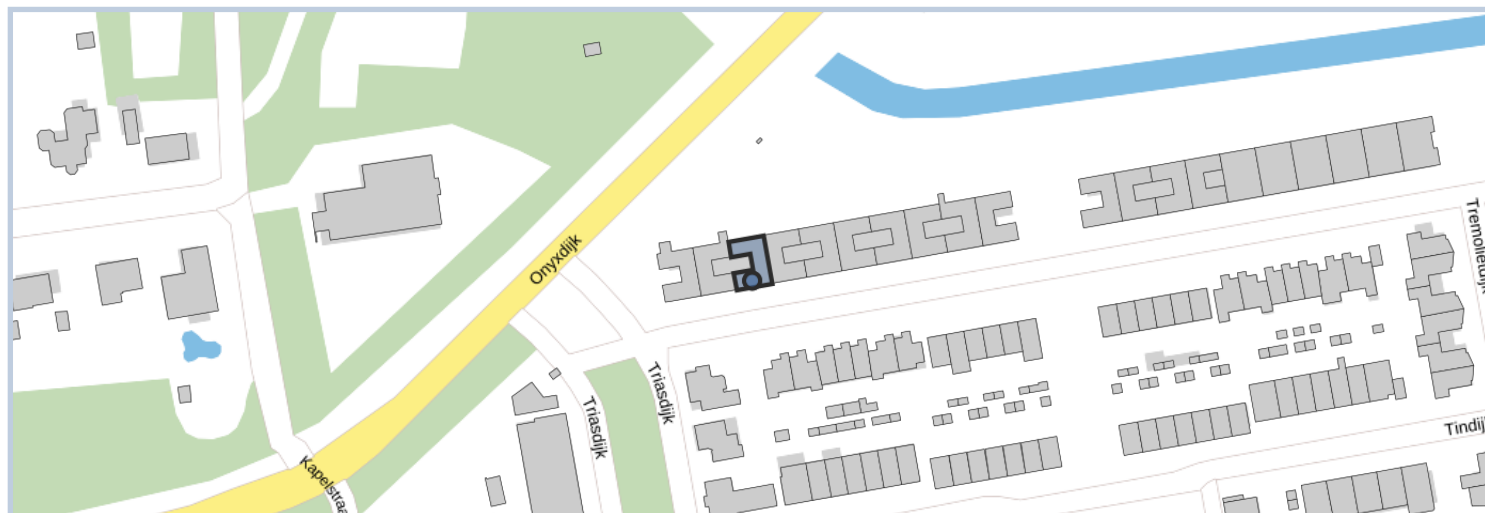 Onyxdijk
Tremolietdijk
Triasdijk
Triasdijk
Tindij
Kapelstraa